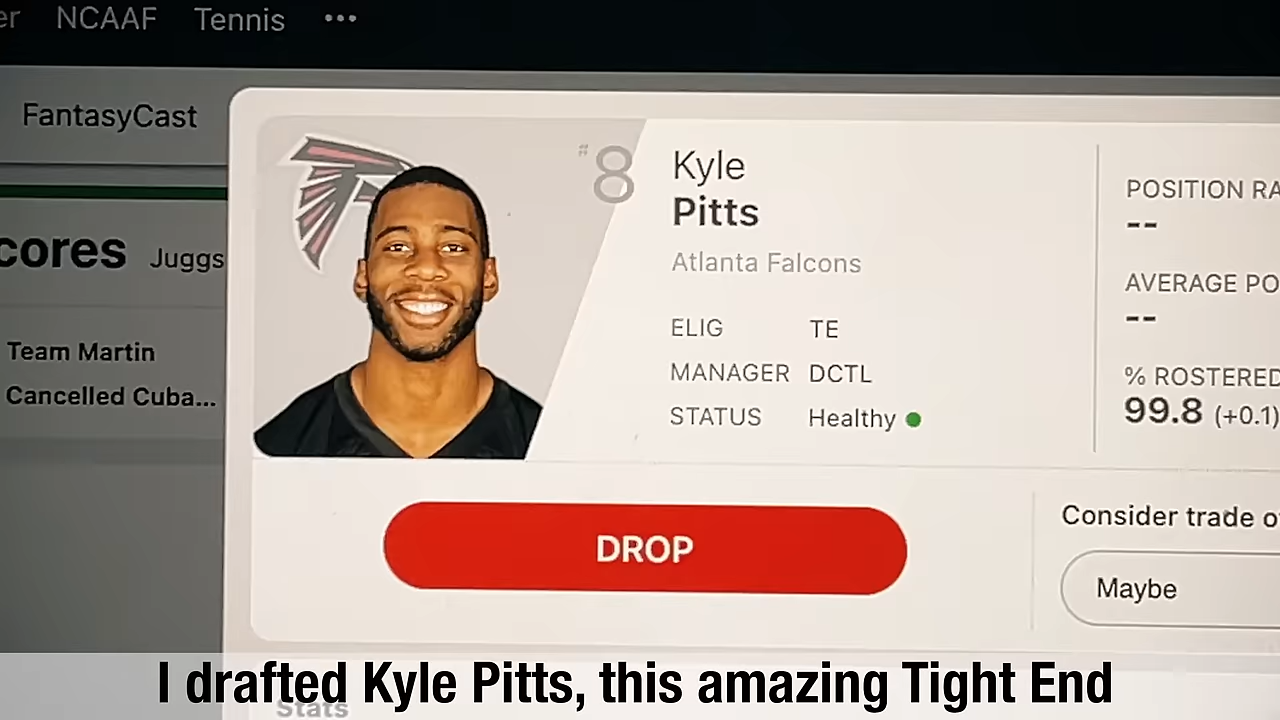 er NCAAF Tennis •••
FantasyCast
cores Juggs
Team Martin
Cancelled Cuba...
#8
Kyle
Pitts
Atlanta Falcons
ELIG TE
MANAGER DCTL
STATUS Healthy
POSITION RA
--
AVERAGE PO
--
% ROSTERED
99.8 (+0.1)
DROP
Consider trade o
Maybe
I drafted Kyle Pitts, this amazing Tight End
Stats